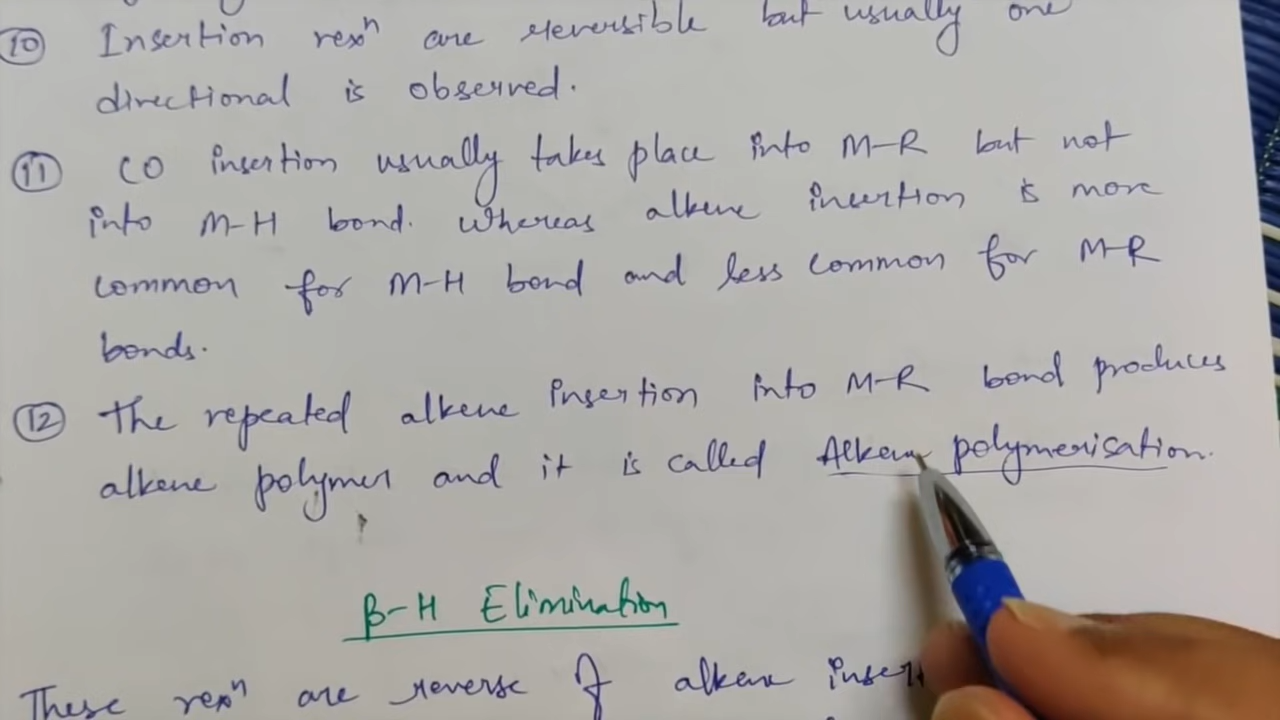 ⑩ Insertion rexⁿ are reversible but usually one
directional is observed.
⑪ CO insertion usually takes place into M-R but not
into M-H bond. Whereas alkene insertion is more
common for M-H bond and less common for M-R
bonds.
⑫ The repeated alkene insertion into M-R bond produces
alkene polymer and it is called Alkene polymerisation.
β-H Elimination
These rexⁿ are reverse of alkene